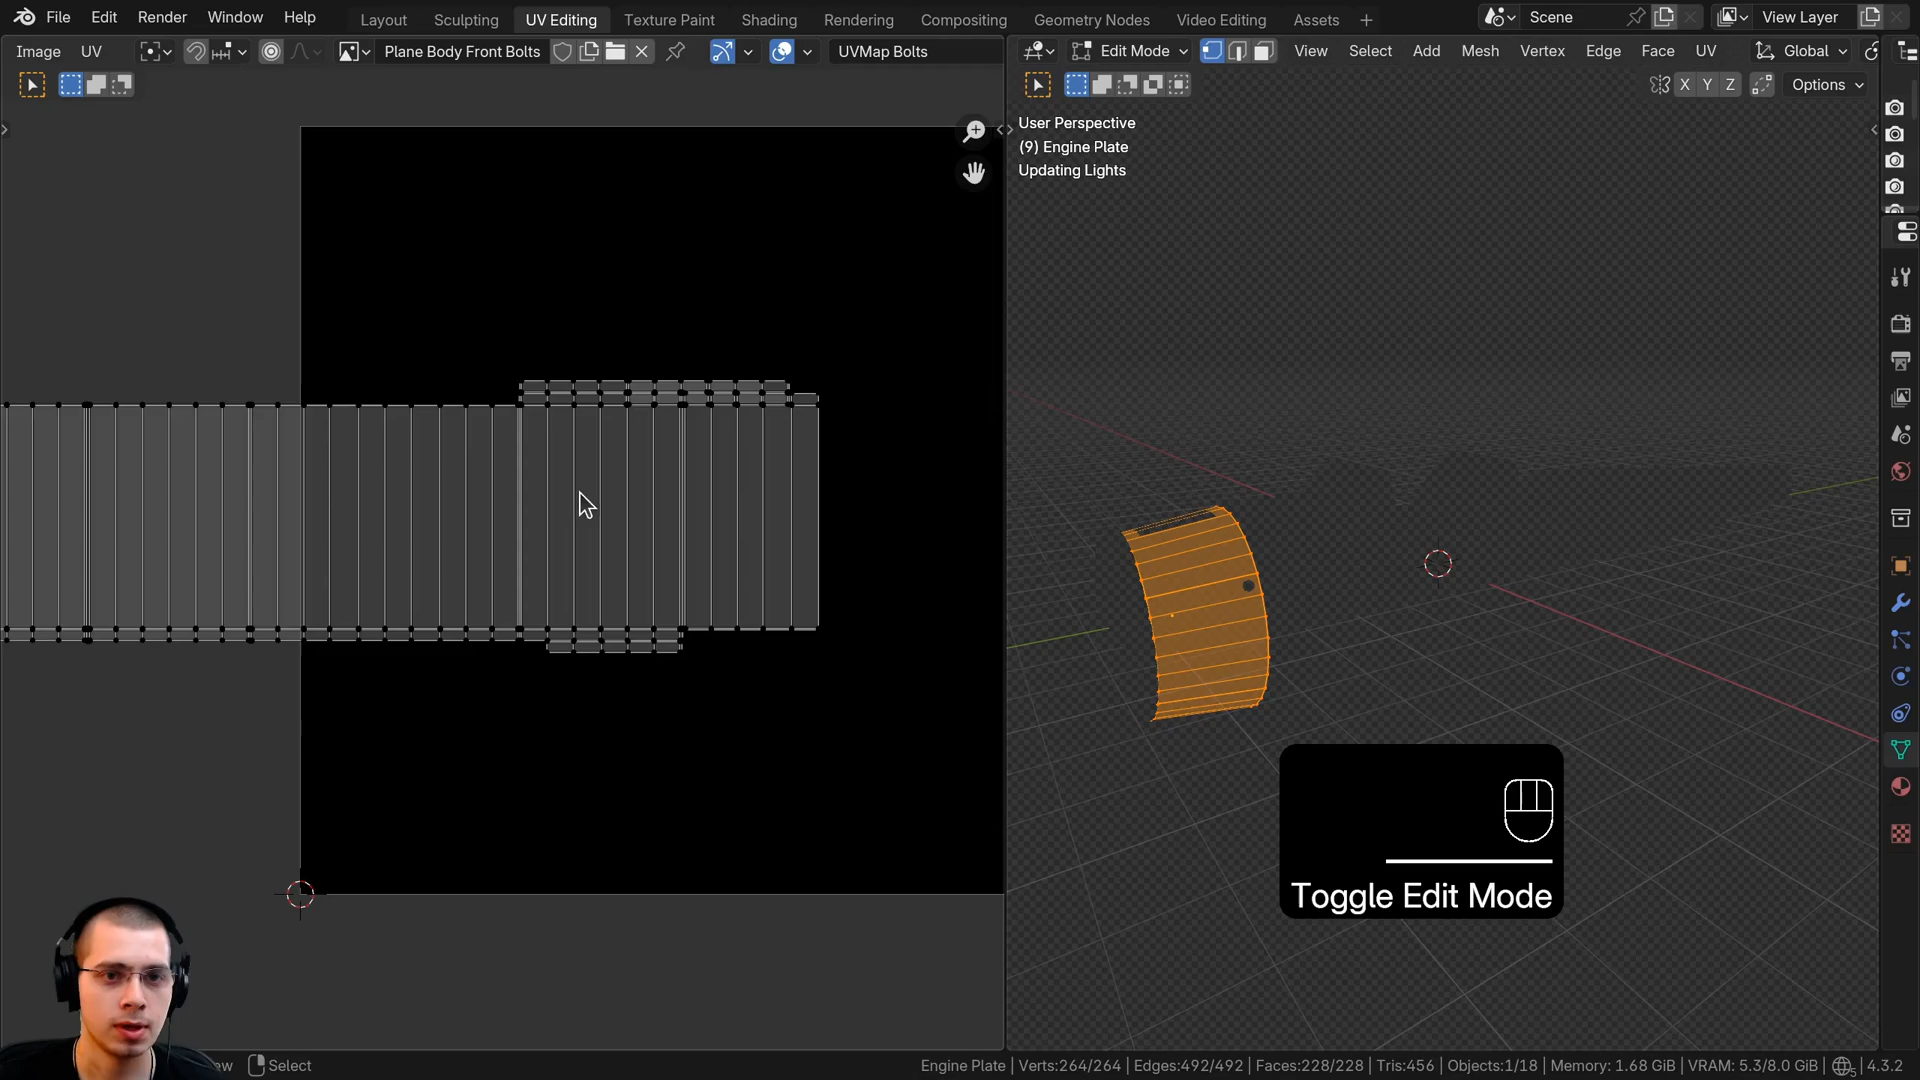 File Edit Render Window Help Layout Sculpting UV Editing Texture Paint Shading Rendering Compositing Geometry Nodes Video Editing Assets + Scene View Layer
Image UV Plane Body Front Bolts UVMap Bolts Edit Mode View Select Add Mesh Vertex Edge Face UV Global
X Y Z Options
User Perspective
(9) Engine Plate
Updating Lights
Toggle Edit Mode
Select Engine Plate | Verts:264/264 | Edges:492/492 | Faces:228/228 | Tris:456 | Objects:1/18 | Memory: 1.68 GiB | VRAM: 5.3/8.0 GiB | 5 | 4.3.2